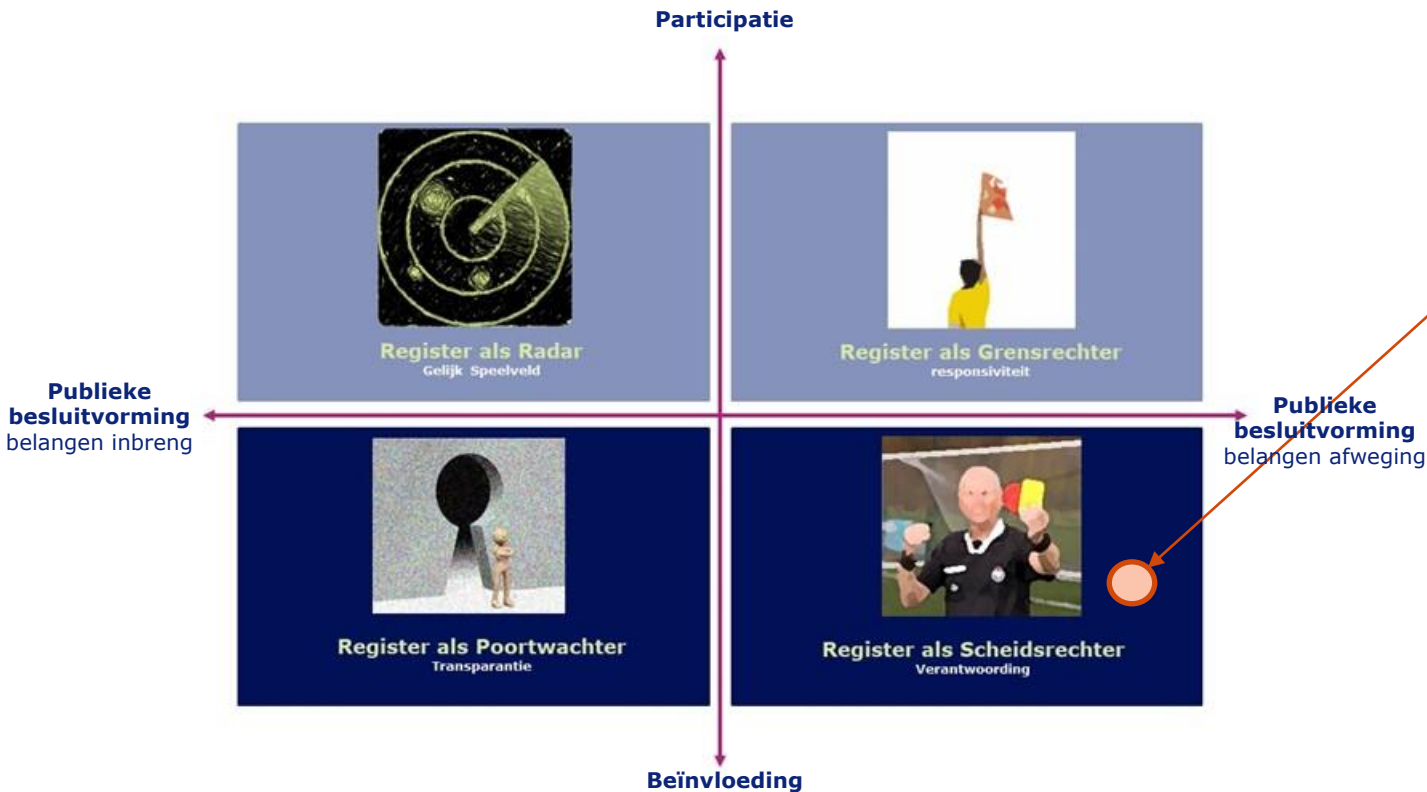 Participatie
Register als Radar
Gelijk Speelveld
Register als Grensrechter
responsiviteit
Publieke
besluitvorming
belangen inbreng
Publieke
besluitvorming
belangen afweging
Register als Poortwachter
Transparantie
Register als Scheidsrechter
Verantwoording
Beïnvloeding